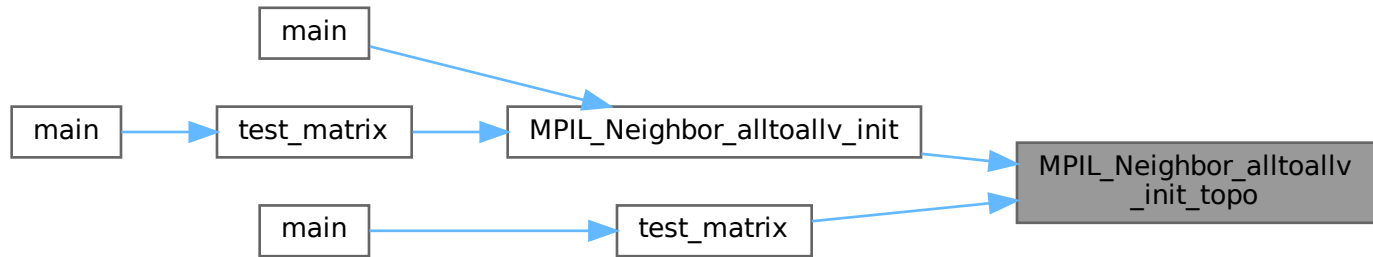 main
main
test_matrix
MPIL_Neighbor_alltoallv_init
MPIL_Neighbor_alltoallv
_init_topo
main
test_matrix